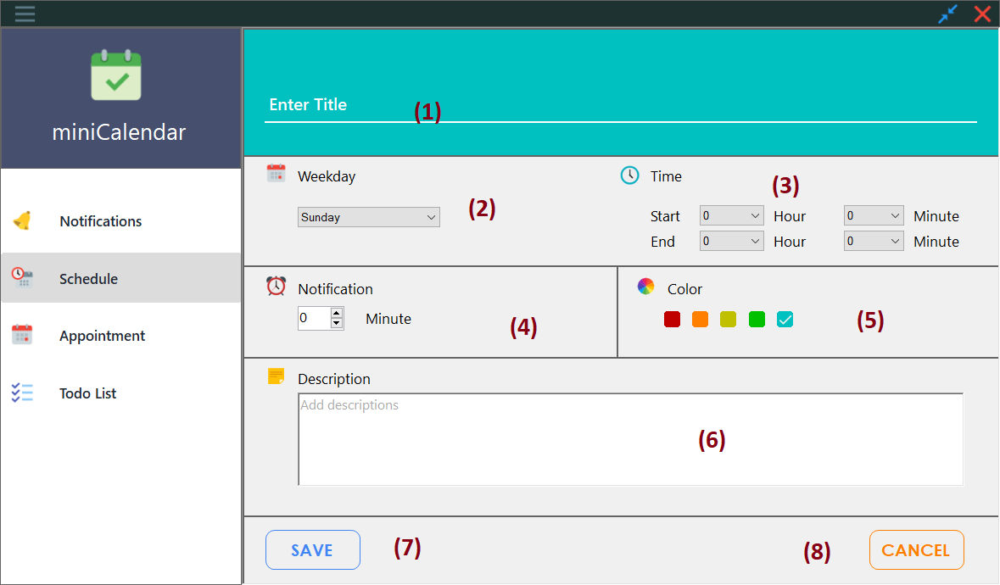 miniCalendar
Notifications
Schedule
Appointment
Todo List
Enter Title (1)
Weekday
Sunday (2)
Time (3)
Start 0 Hour 0 Minute
End 0 Hour 0 Minute
Notification
0 Minute (4)
Color
(5)
Description
Add descriptions
(6)
SAVE (7)
(8) CANCEL